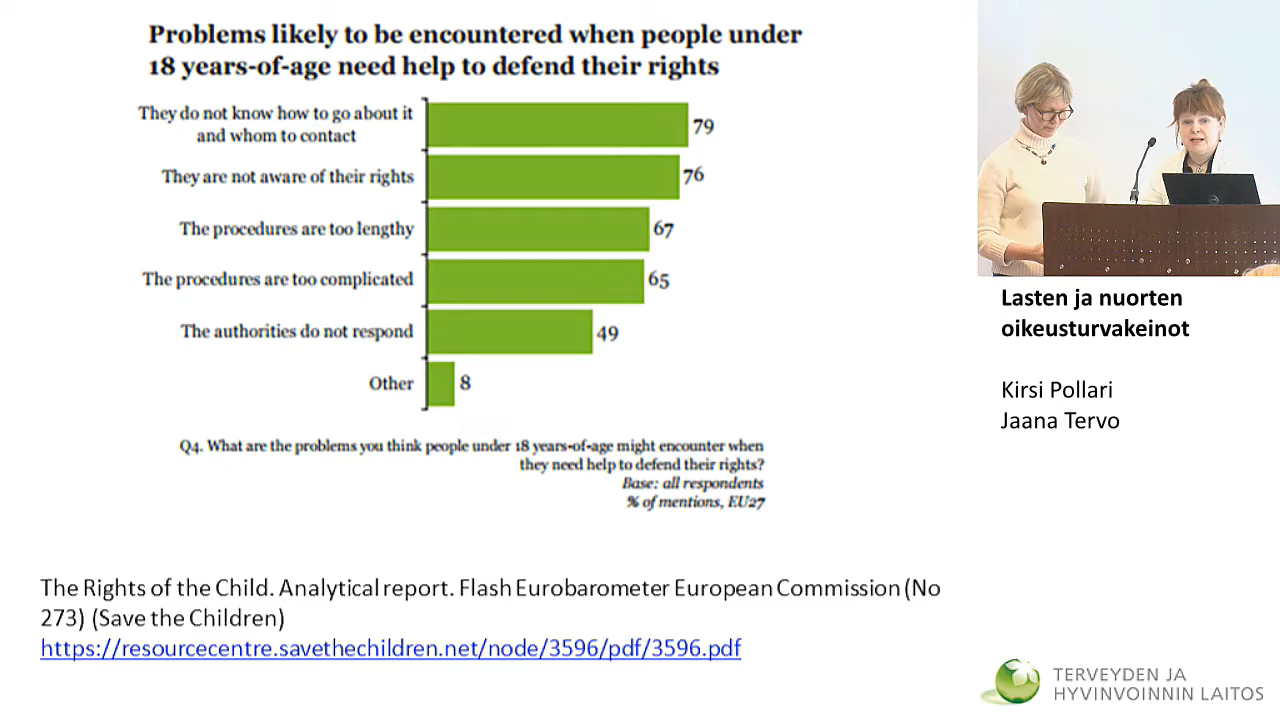 Problems likely to be encountered when people under
18 years-of-age need help to defend their rights
They do not know how to go about it
and whom to contact
79
They are not aware of their rights
76
The procedures are too lengthy
67
The procedures are too complicated
65
The authorities do not respond
49
Other
8
Q4. What are the problems you think people under 18 years-of-age might encounter when
they need help to defend their rights?
Base: all respondents
% of mentions, EU27
The Rights of the Child. Analytical report. Flash Eurobarometer European Commission (No
273) (Save the Children)
https://resourcecentre.savethechildren.net/node/3596/pdf/3596.pdf
Lasten ja nuorten
oikeusturvakeinot
Kirsi Pollari
Jaana Tervo
TERVEYDEN JA
HYVINVOINNIN LAITOS